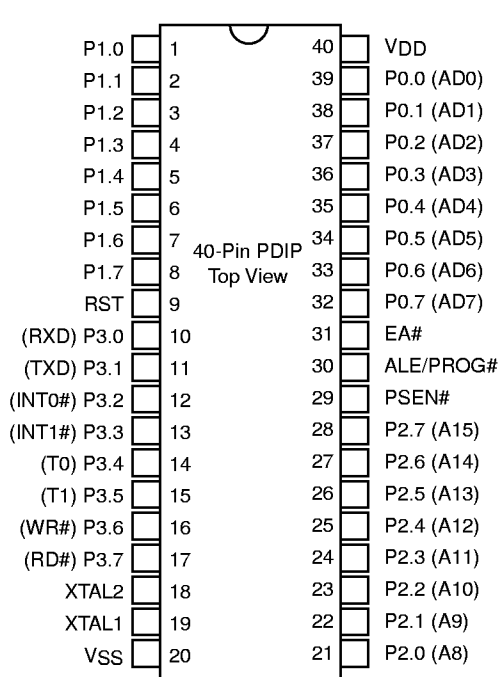 P1.0 1 40 VDD
P1.1 2 39 P0.0 (AD0)
P1.2 3 38 P0.1 (AD1)
P1.3 4 37 P0.2 (AD2)
P1.4 5 36 P0.3 (AD3)
P1.5 6 35 P0.4 (AD4)
P1.6 7 34 P0.5 (AD5)
40-Pin PDIP
P1.7 8 33 P0.6 (AD6)
Top View
RST 9 32 P0.7 (AD7)
(RXD) P3.0 10 31 EA#
(TXD) P3.1 11 30 ALE/PROG#
(INT0#) P3.2 12 29 PSEN#
(INT1#) P3.3 13 28 P2.7 (A15)
(T0) P3.4 14 27 P2.6 (A14)
(T1) P3.5 15 26 P2.5 (A13)
(WR#) P3.6 16 25 P2.4 (A12)
(RD#) P3.7 17 24 P2.3 (A11)
XTAL2 18 23 P2.2 (A10)
XTAL1 19 22 P2.1 (A9)
VSS 20 21 P2.0 (A8)